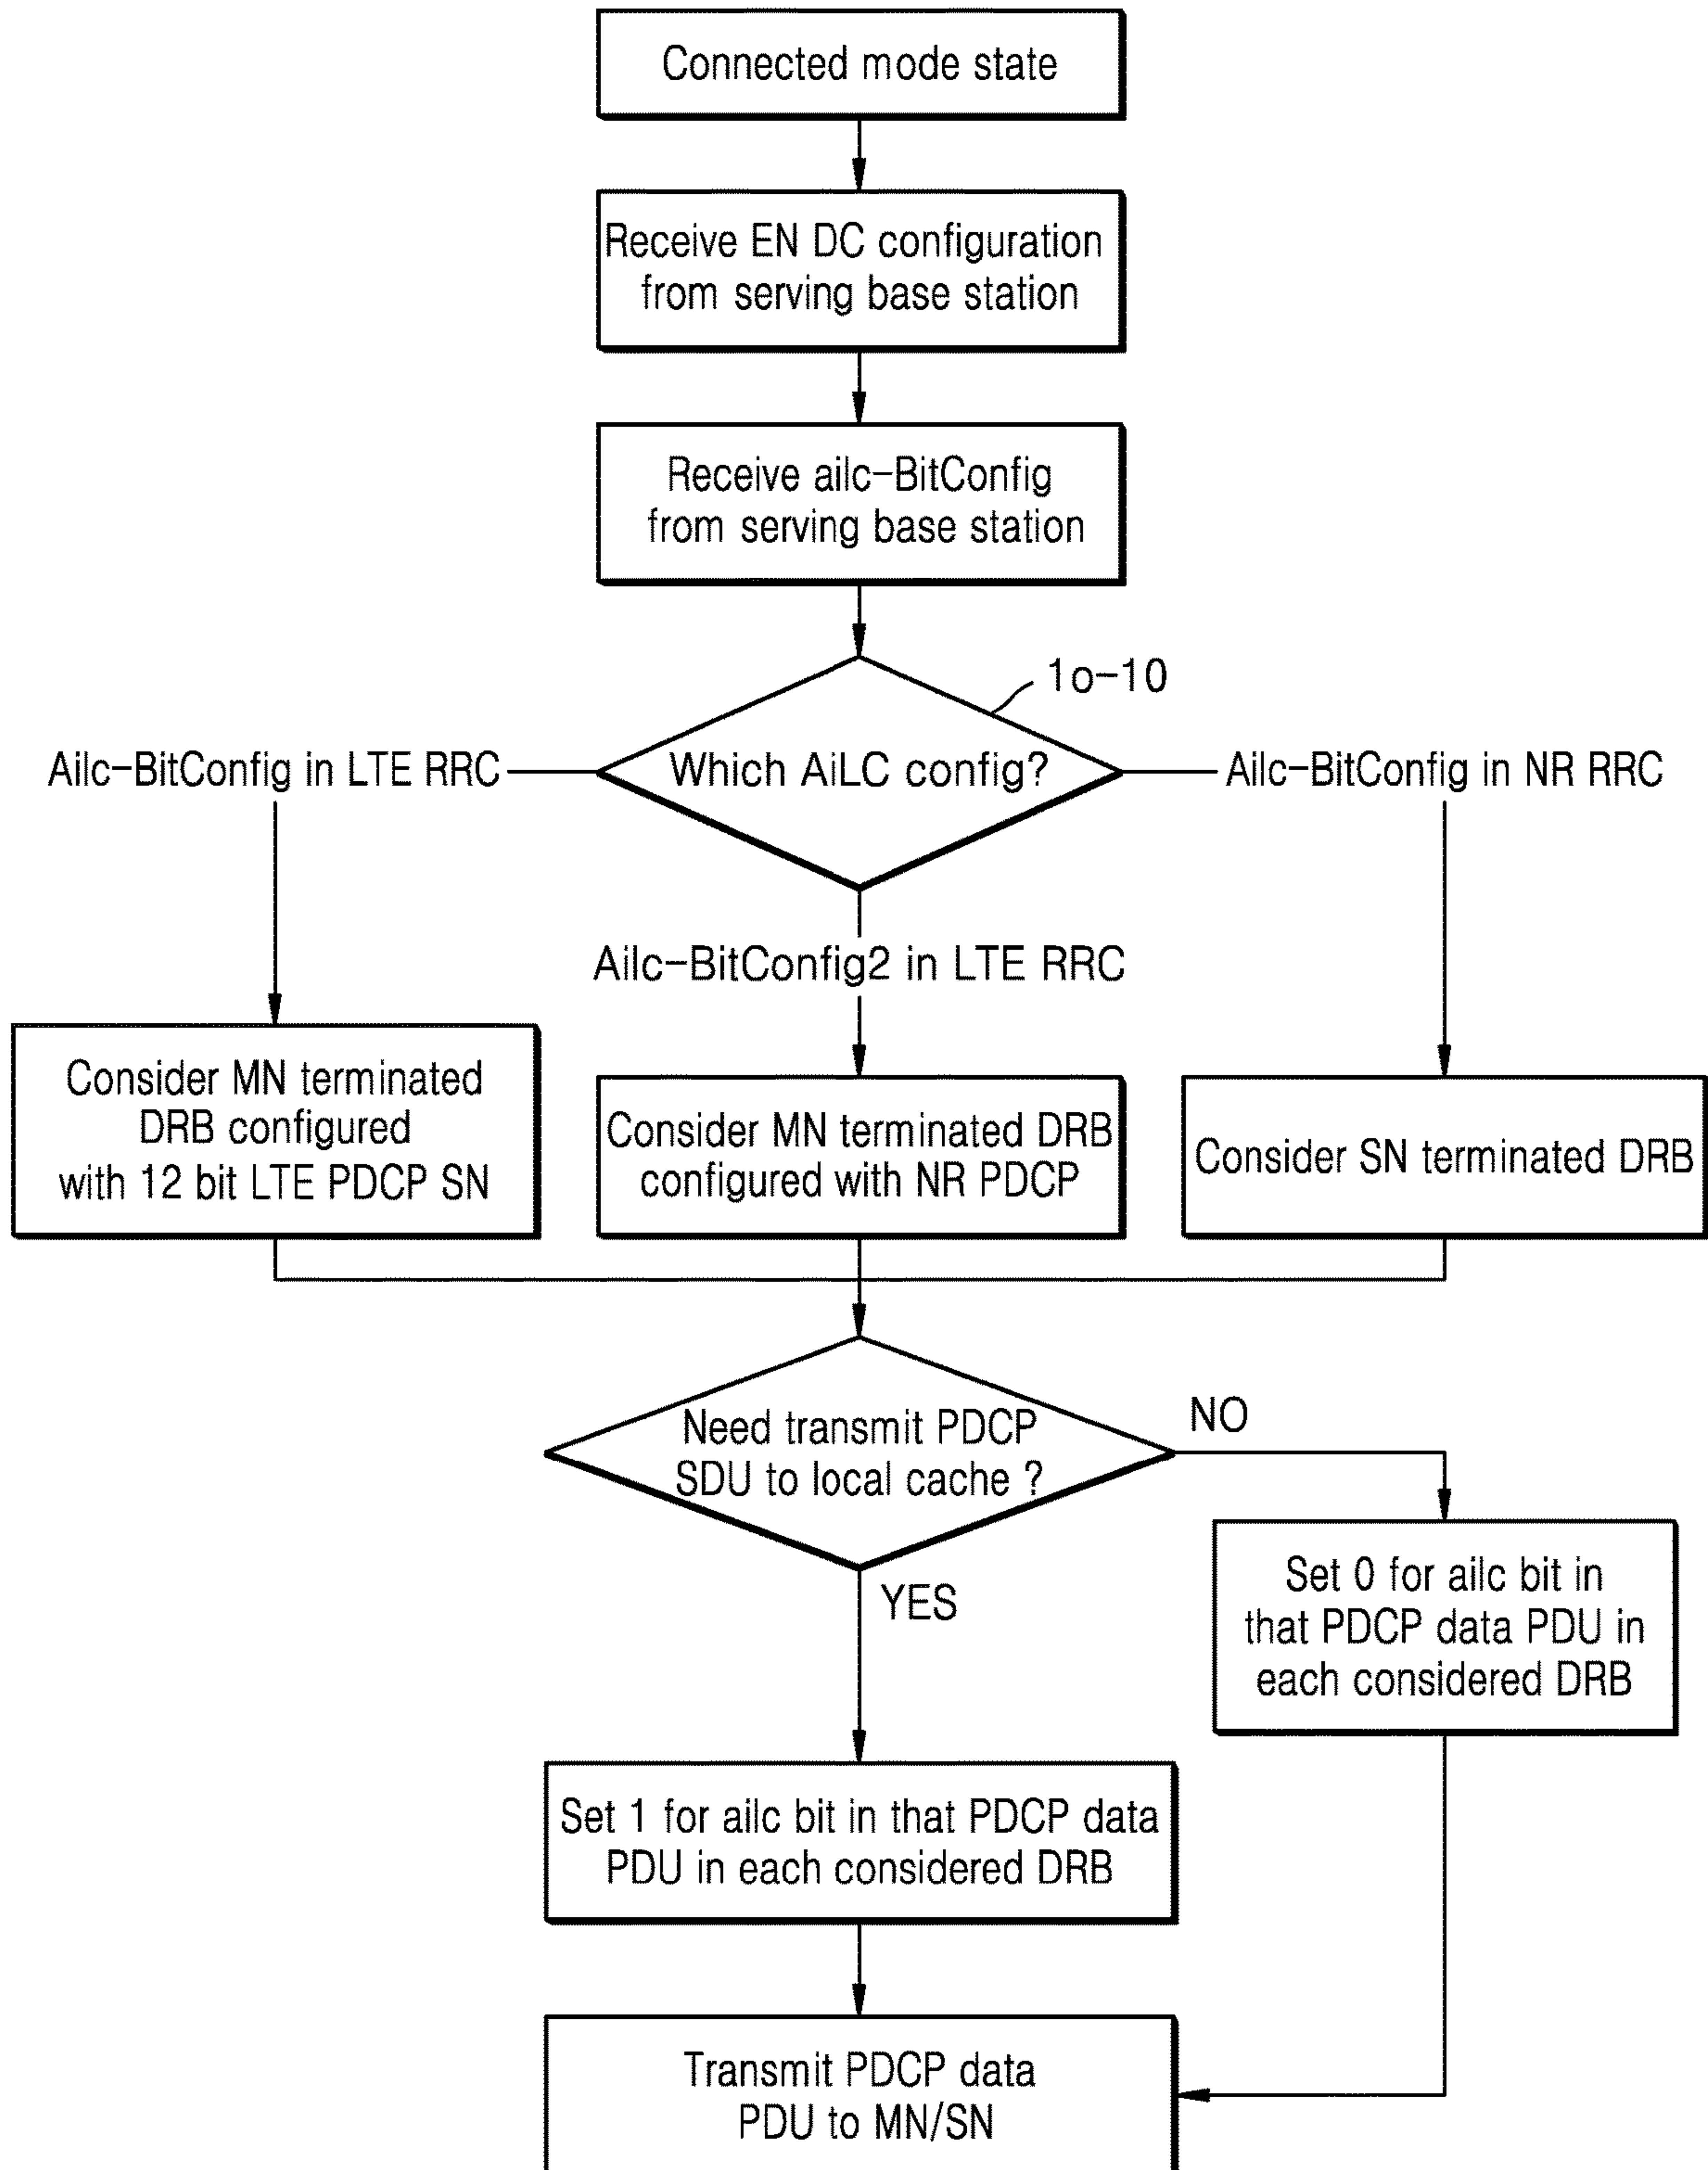 Connected mode state
Receive EN DC configuration
from serving base station
Receive ailc-BitConfig
from serving base station
1o-10
Ailc-BitConfig in LTE RRC
Which AiLC config?
Ailc-BitConfig in NR RRC
Ailc-BitConfig2 in LTE RRC
Consider MN terminated
DRB configured
with 12 bit LTE PDCP SN
Consider MN terminated DRB
configured with NR PDCP
Consider SN terminated DRB
Need transmit PDCP
SDU to local cache ?
NO
YES
Set 0 for ailc bit in
that PDCP data PDU in
each considered DRB
Set 1 for ailc bit in that PDCP data
PDU in each considered DRB
Transmit PDCP data
PDU to MN/SN